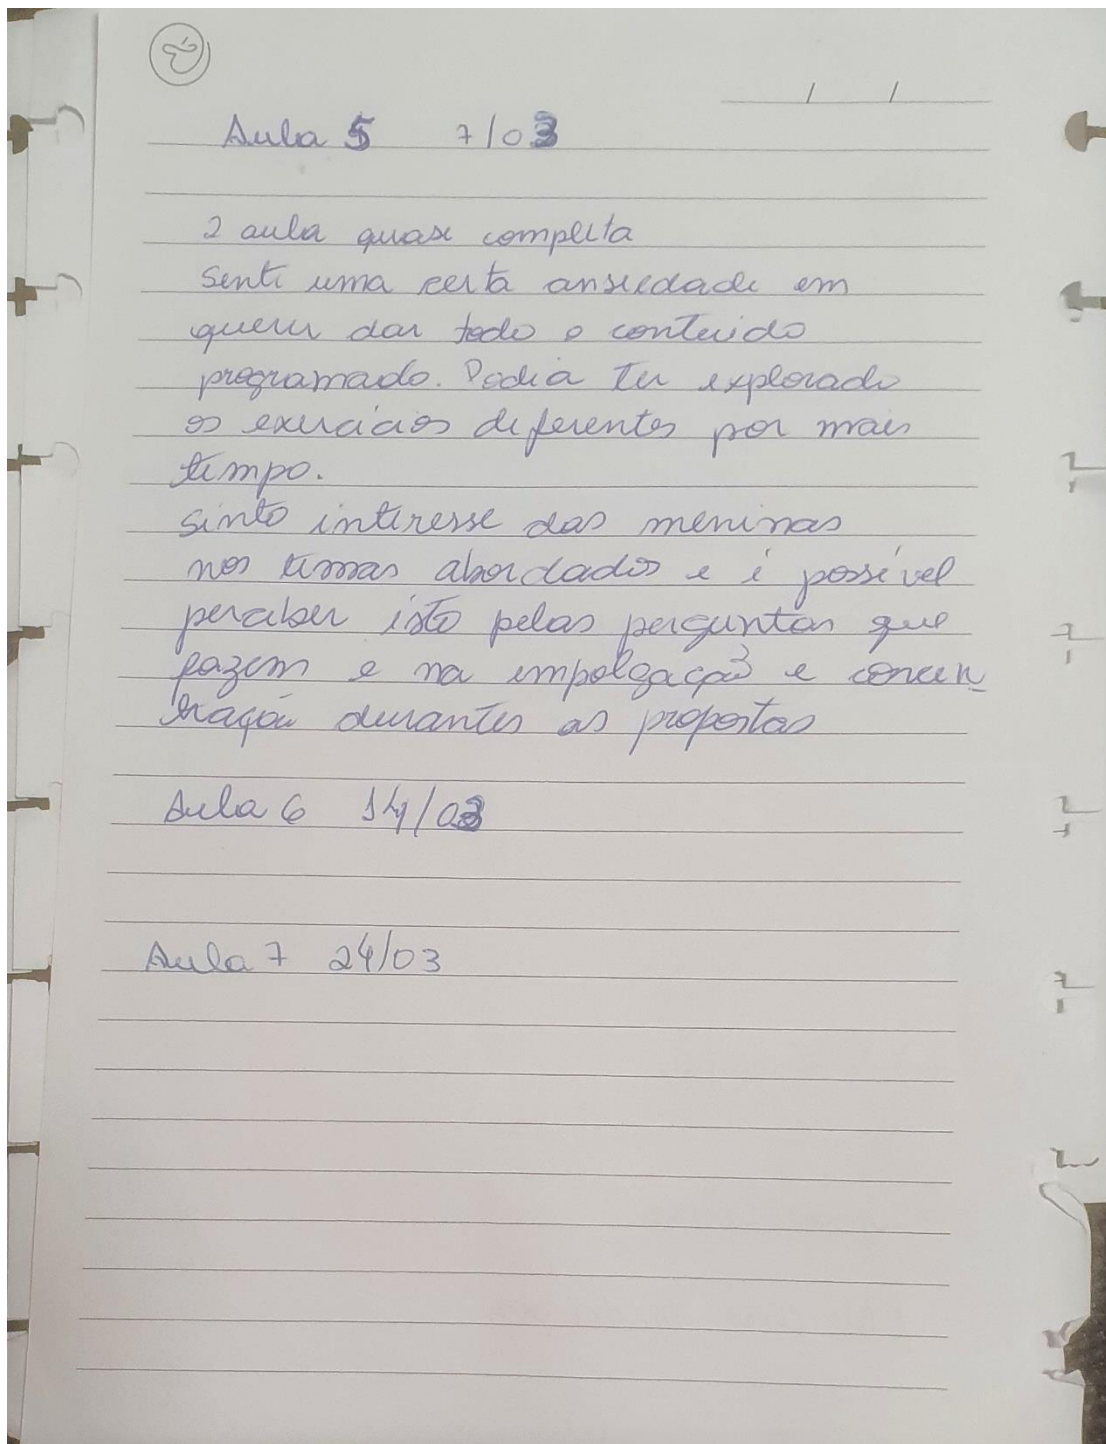 / /
Aula 5 7/03
2 aula quase completa
Senti uma certa ansiedade em
querer dar todo o conteúdo
programado. Podia ter explorado
os exercícios diferentes por mais
tempo.
Sinto interesse das meninas
nos temas abordados e é possível
perceber isto pelas perguntas que
fazem e na empolgação e concen
tração durantes as propostas
Aula 6 14/03
Aula 7 24/03